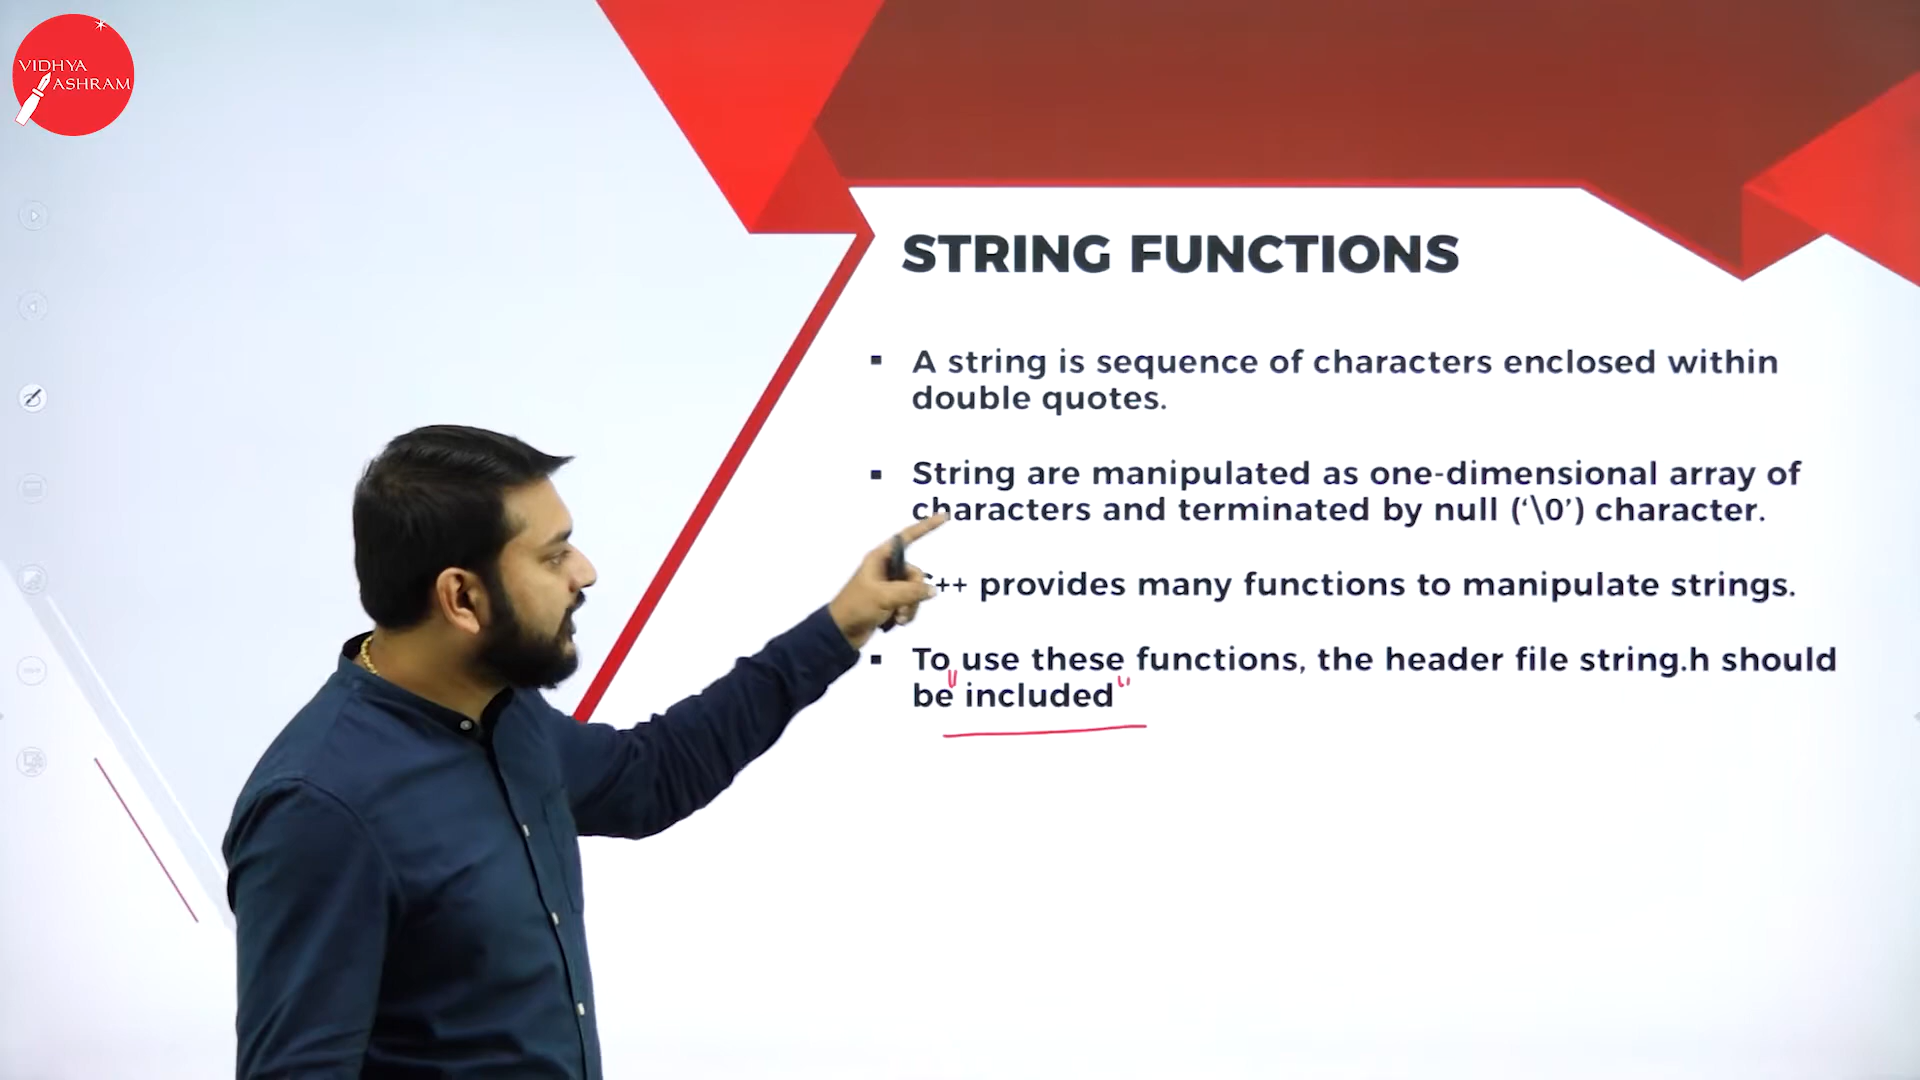 VIDHYA
ASHRAM
STRING FUNCTIONS
▪ A string is sequence of characters enclosed within
double quotes.
▪ String are manipulated as one-dimensional array of
characters and terminated by null (‘\0’) character.
C++ provides many functions to manipulate strings.
▪ To use these functions, the header file string.h should
be "included"